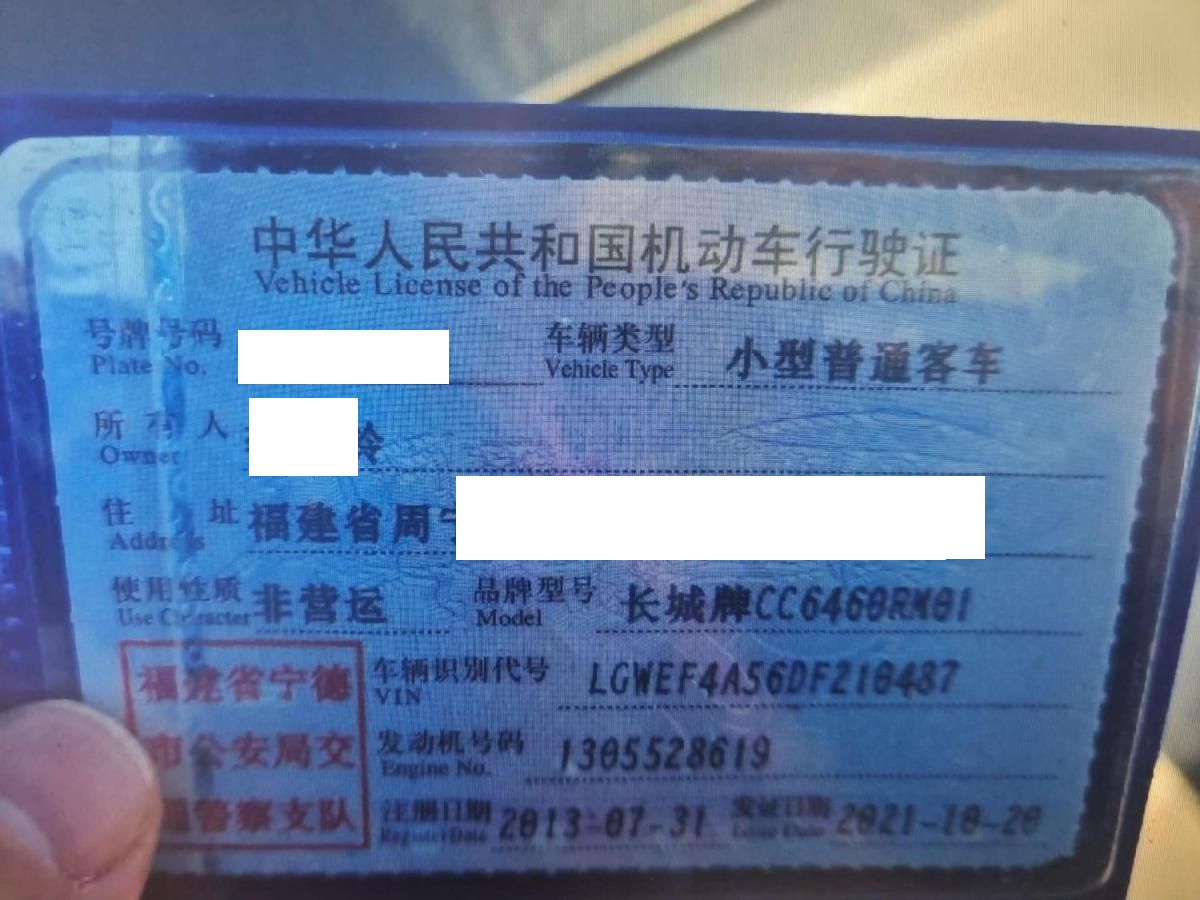 中华人民共和国机动车行驶证
Vehicle License of the People's Republic of China
号牌号码
Plate No.
车辆类型 小型普通客车
Vehicle Type
所有人
Owner
住址 福建省周宁
Address
使用性质 非营运
Use Character
品牌型号 长城牌CC6460RM01
Model
福建省宁德
市公安局交
通警察支队
车辆识别代号 LGWEF4A56DF210487
VIN
发动机号码 1305528619
Engine No.
注册日期 2013-07-31
Register Date
发证日期 2021-10-20
Issue Date